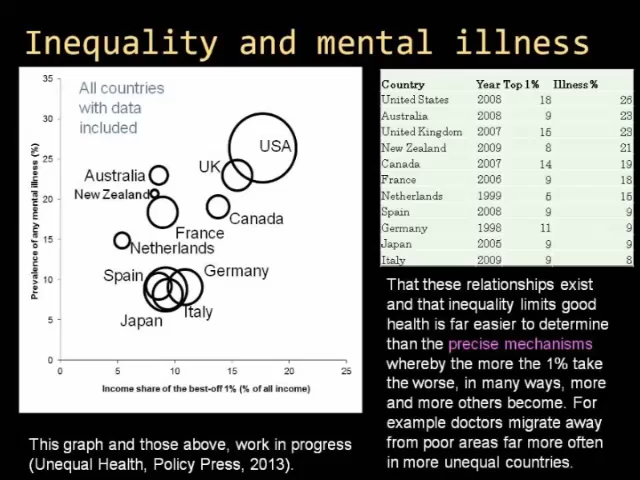 Inequality and mental illness
35
30
25
20
15
10
5
0
0 5 10 15 20 25
Prevalence of any mental illness (%)
Income share of the best-off 1% (% of all income)
All countries
with data
included
USA
UK
Australia
New Zealand
Canada
France
Netherlands
Spain
Germany
Italy
Japan
Country Year Top 1% Illness %
United States 2008 18 26
Australia 2008 9 23
United Kingdom 2007 15 23
New Zealand 2009 8 21
Canada 2007 14 19
France 2006 9 18
Netherlands 1999 5 15
Spain 2008 9 9
Germany 1998 11 9
Japan 2005 9 9
Italy 2009 9 8
That these relationships exist
and that inequality limits good
health is far easier to determine
than the precise mechanisms
whereby the more the 1% take
the worse, in many ways, more
and more others become. For
example doctors migrate away
from poor areas far more often
in more unequal countries.
This graph and those above, work in progress
(Unequal Health, Policy Press, 2013).